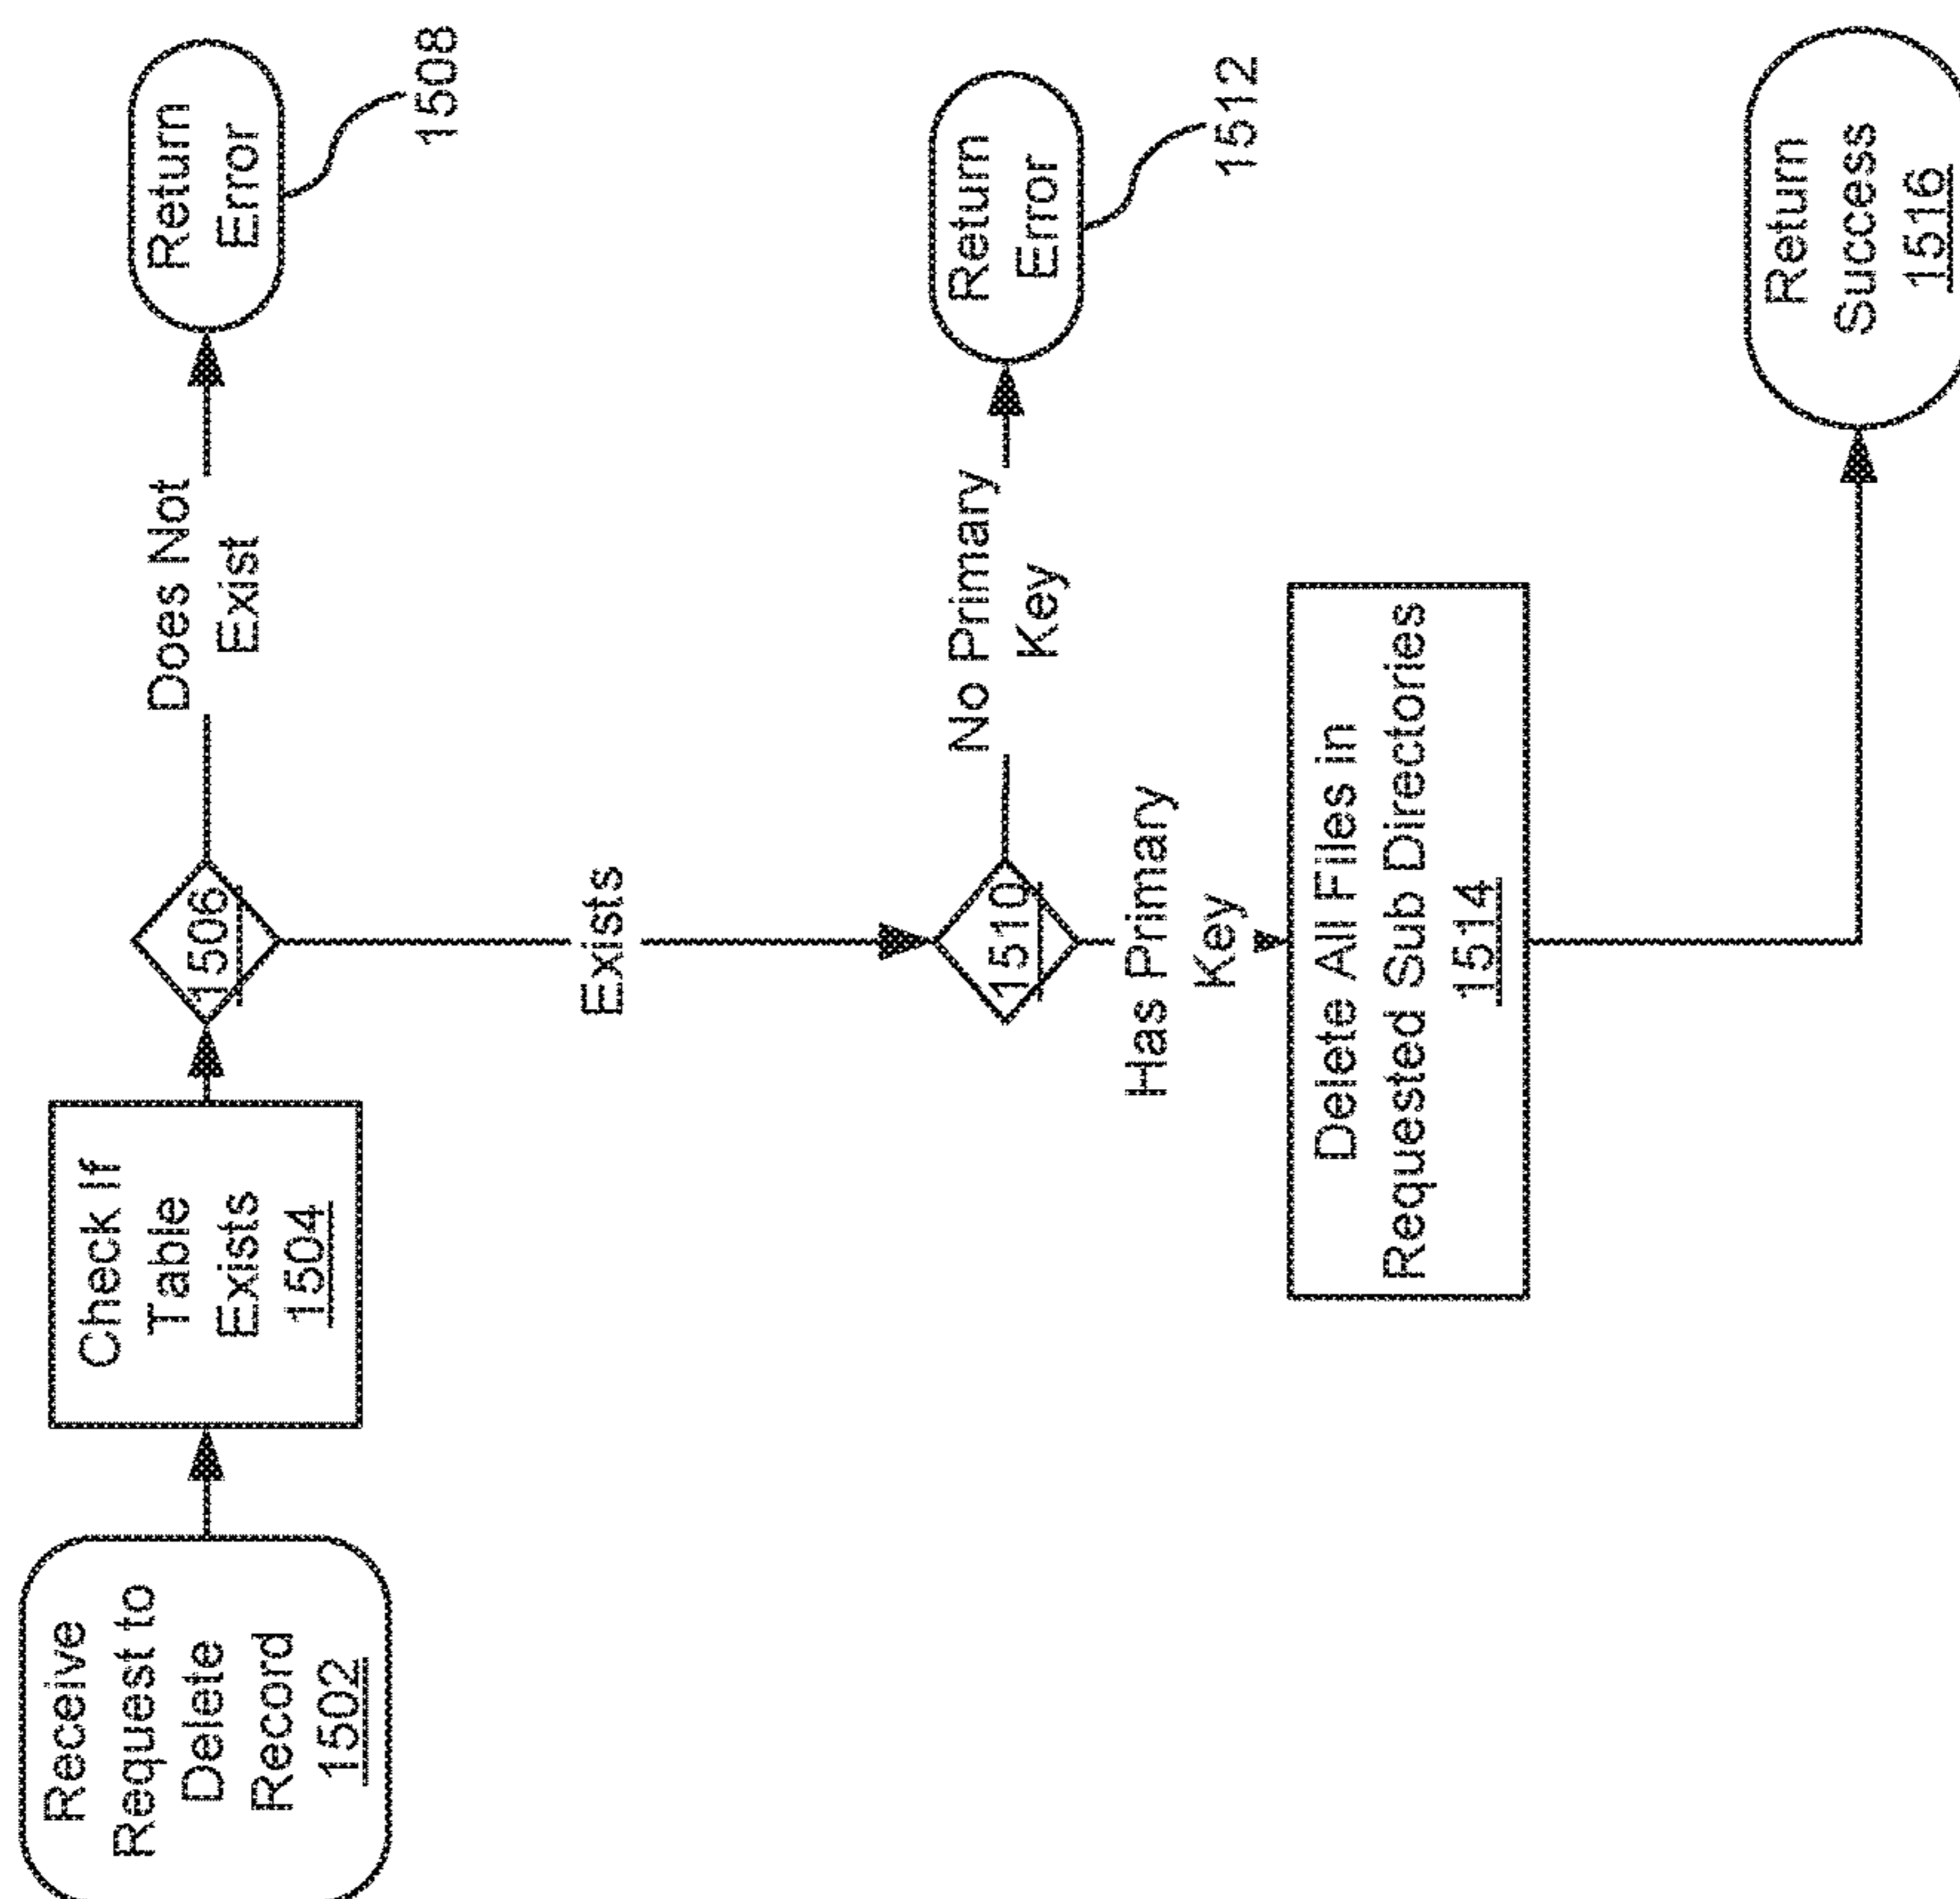 Receive
Request to
Delete
Record
1502
Check If
Table
Exists
1504
1506
Does Not
Exist
Return
Error
1508
Exists
1510
No Primary
Key
Return
Error
1512
Has Primary
Key
Delete All Files in
Requested Sub Directories
1514
Return
Success
1516